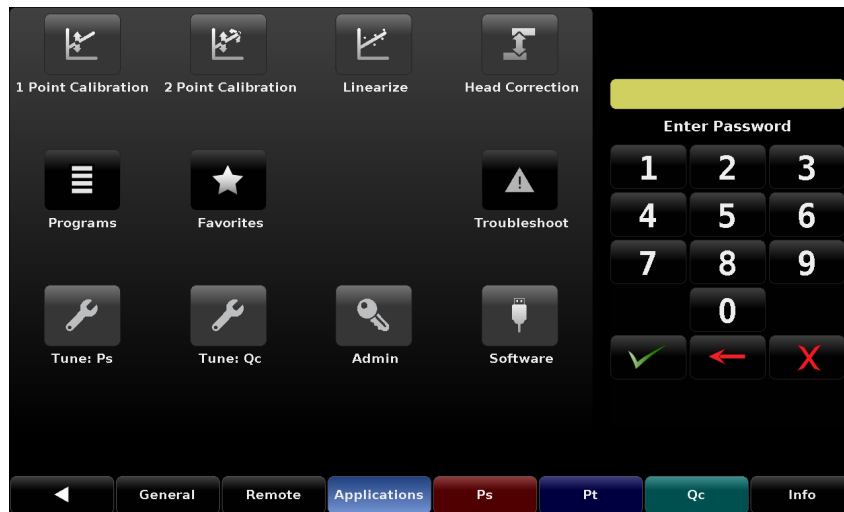 1 Point Calibration 2 Point Calibration Linearize Head Correction
Enter Password
1 2 3
Programs Favorites Troubleshoot
4 5 6
7 8 9
0
Tune: Ps Tune: Qc Admin Software
X
General Remote Applications Ps Pt Qc Info